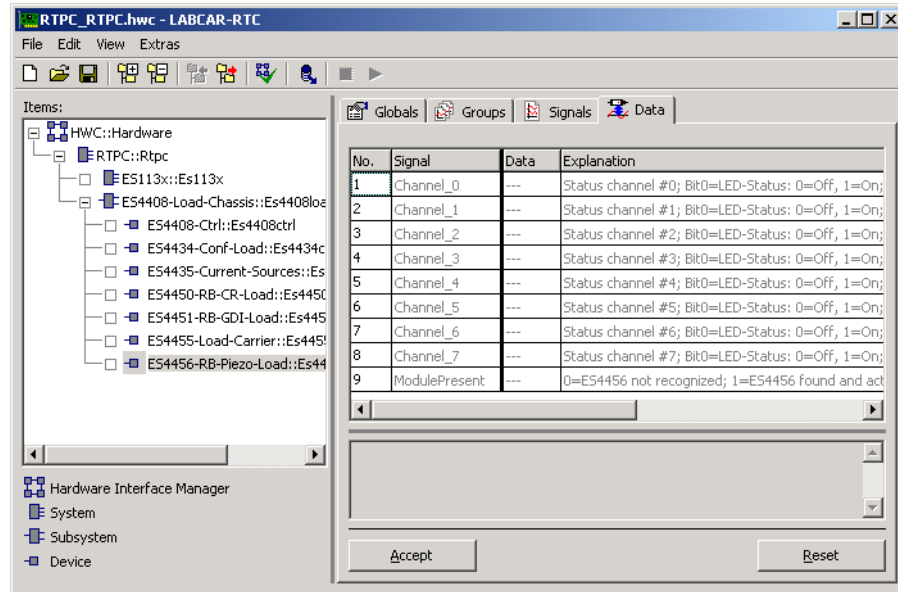 RTPC_RTPC.hwc - LABCAR-RTC
File Edit View Extras
Items:
HWC::Hardware
RTPC::Rtpc
ES113x::Es113x
ES4408-Load-Chassis::Es4408loa
ES4408-Ctrl::Es4408ctrl
ES4434-Conf-Load::Es4434c
ES4435-Current-Sources::Es
ES4450-RB-CR-Load::Es4450
ES4451-RB-GDI-Load::Es445
ES4455-Load-Carrier::Es445
ES4456-RB-Piezo-Load::Es44
Hardware Interface Manager
System
Subsystem
Device
Globals Groups Signals Data
No. Signal Data Explanation
1 Channel_0 --- Status channel #0; Bit0=LED-Status: 0=Off, 1=On;
2 Channel_1 --- Status channel #1; Bit0=LED-Status: 0=Off, 1=On;
3 Channel_2 --- Status channel #2; Bit0=LED-Status: 0=Off, 1=On;
4 Channel_3 --- Status channel #3; Bit0=LED-Status: 0=Off, 1=On;
5 Channel_4 --- Status channel #4; Bit0=LED-Status: 0=Off, 1=On;
6 Channel_5 --- Status channel #5; Bit0=LED-Status: 0=Off, 1=On;
7 Channel_6 --- Status channel #6; Bit0=LED-Status: 0=Off, 1=On;
8 Channel_7 --- Status channel #7; Bit0=LED-Status: 0=Off, 1=On;
9 ModulePresent --- 0=ES4456 not recognized; 1=ES4456 found and act
Accept Reset